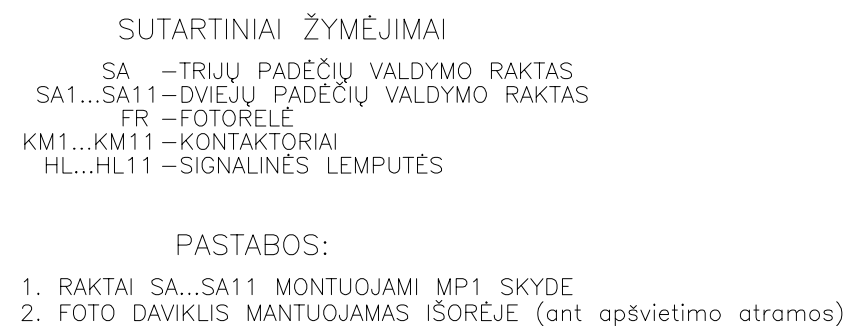 SUTARTINIAI ŽYMĖJIMAI
SA –TRIJŲ PADĖČIŲ VALDYMO RAKTAS
SA1...SA11–DVIEJŲ PADĖČIŲ VALDYMO RAKTAS
FR –FOTORELĖ
KM1...KM11 –KONTAKTORIAI
HL...HL11 –SIGNALINĖS LEMPUTĖS
PASTABOS:
1. RAKTAI SA...SA11 MONTUOJAMI MP1 SKYDE
2. FOTO DAVIKLIS MANTUOJAMAS IŠORĖJE (ant apšvietimo atramos)